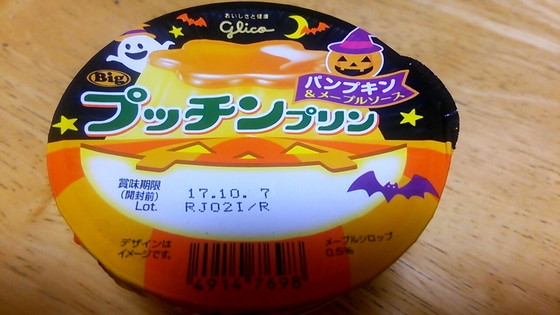 おいしさと健康
glico
Big
プッチンプリン
パンプキン
&メープルソース
賞味期限
(開封前)
Lot.
17.10.7
RJ02I/R
デザインは
イメージです。
メープルシロップ
0.5%
4914 7698